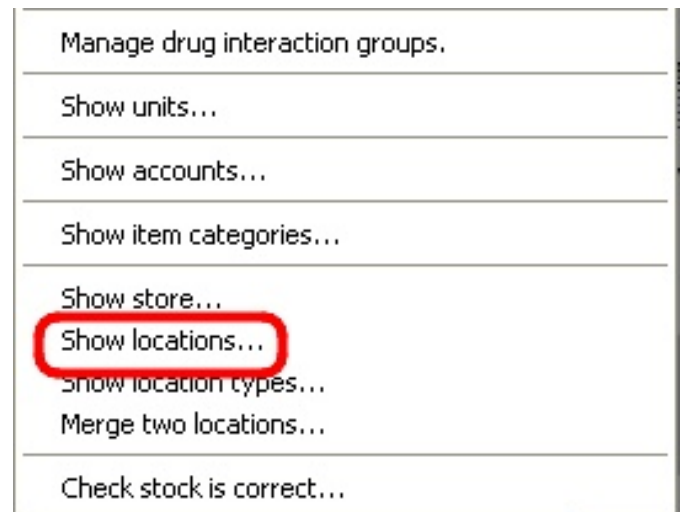 Manage drug interaction groups.
Show units...
Show accounts...
Show item categories...
Show store...
Show locations...
Show location types...
Merge two locations...
Check stock is correct...